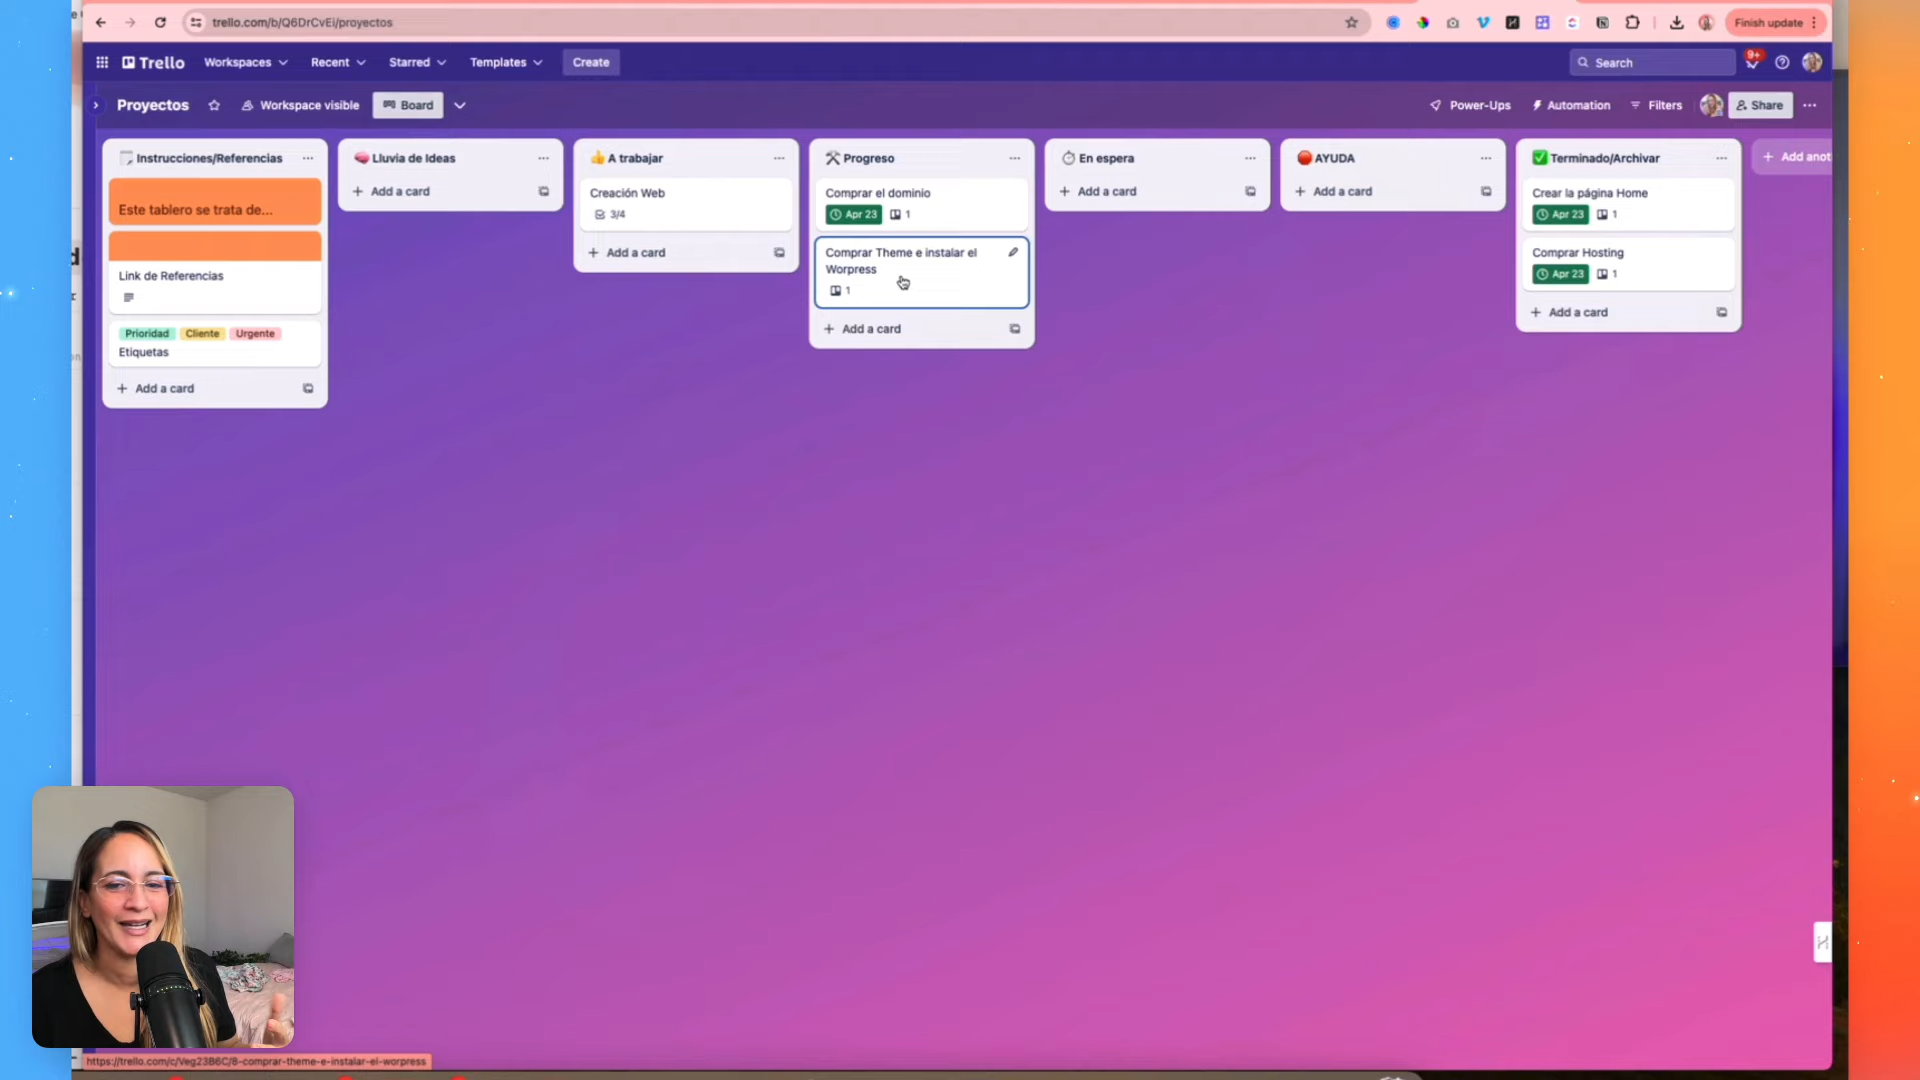 trello.com/b/Q6DrCvEi/proyectos
Finish update
Trello
Workspaces
Recent
Starred
Templates
Create
Search
9+
Proyectos
Workspace visible
Board
Power-Ups
Automation
Filters
Share
Instrucciones/Referencias
Este tablero se trata de...
Link de Referencias
Prioridad
Cliente
Urgente
Etiquetas
+ Add a card
Lluvia de Ideas
+ Add a card
A trabajar
Creación Web
3/4
+ Add a card
Progreso
Comprar el dominio
Apr 23
1
Comprar Theme e instalar el
Worpress
1
+ Add a card
En espera
+ Add a card
AYUDA
+ Add a card
Terminado/Archivar
Crear la página Home
Apr 23
1
Comprar Hosting
Apr 23
1
+ Add a card
+ Add anot
https://trello.com/c/Veg23B6C/8-comprar-theme-e-instalar-el-worpress